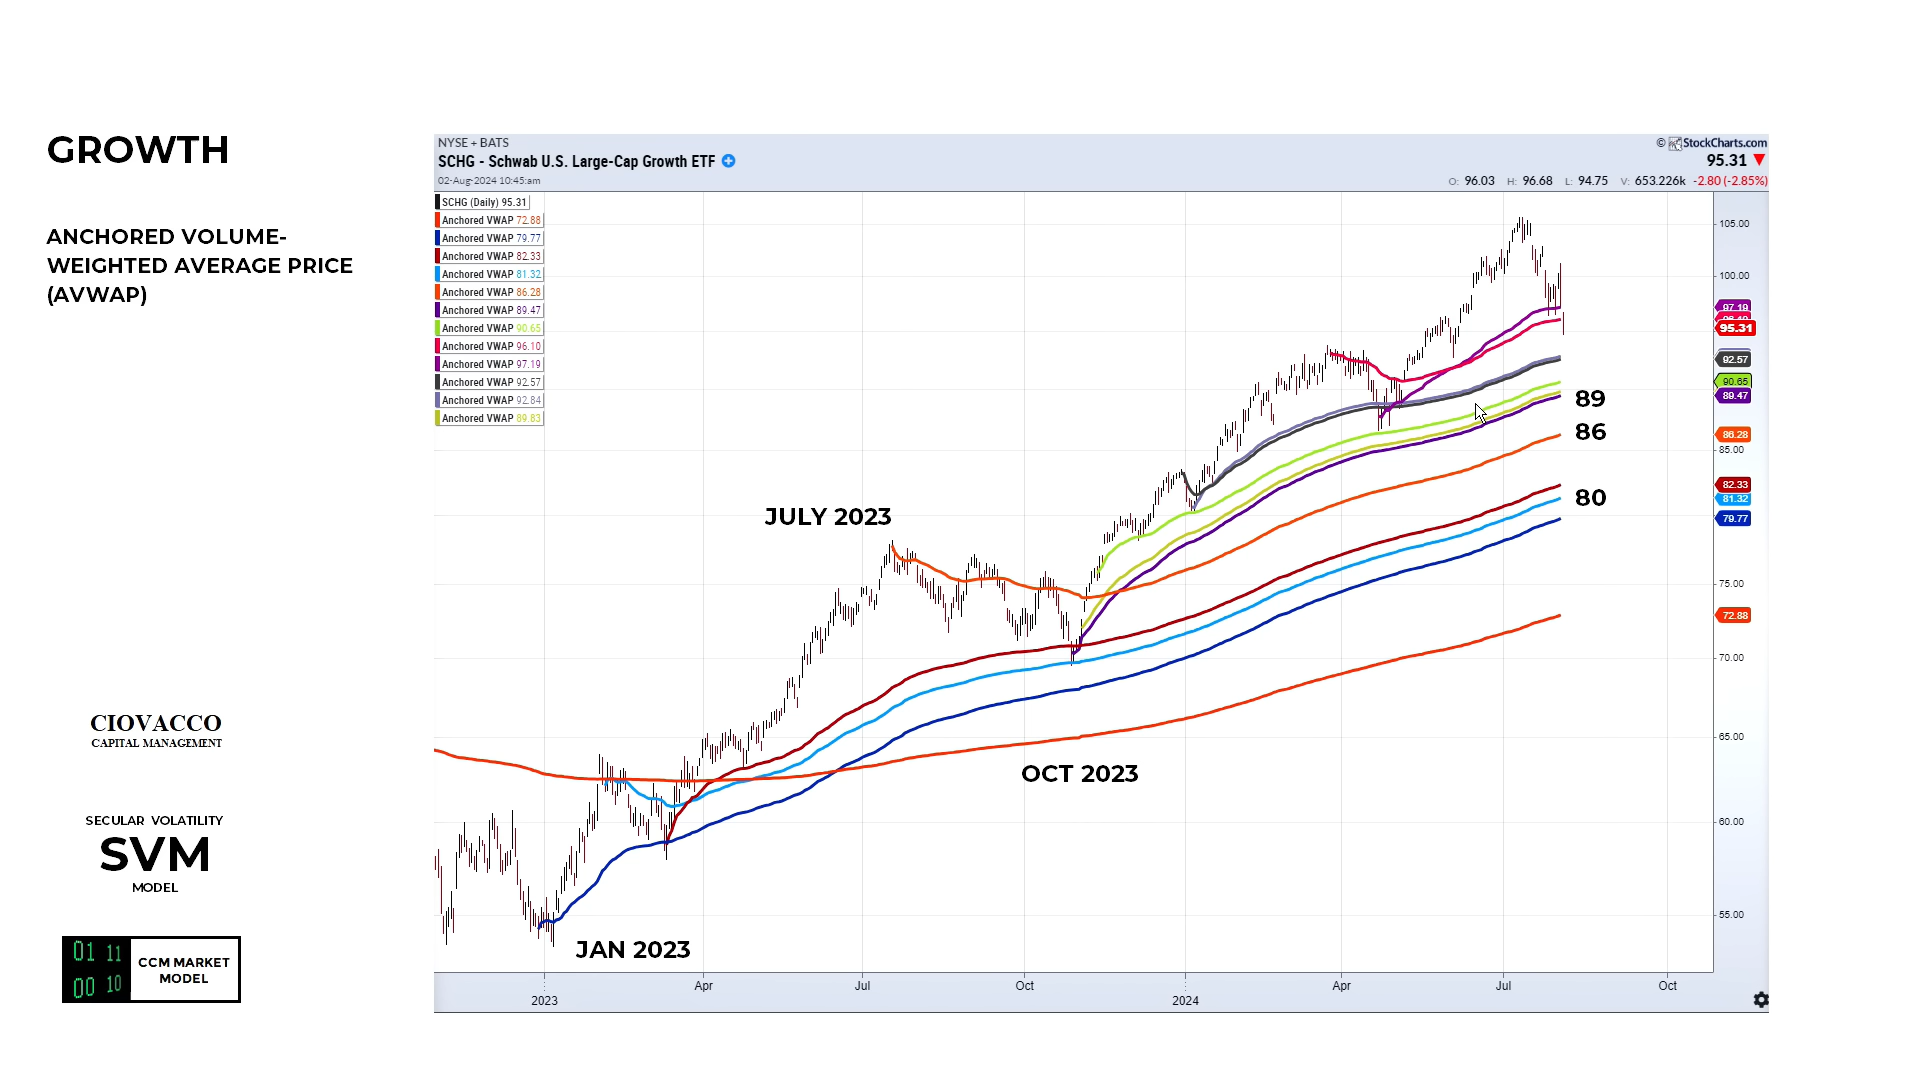 GROWTH
ANCHORED VOLUME-
WEIGHTED AVERAGE PRICE
(AVWAP)
CIOVACCO
CAPITAL MANAGEMENT
SECULAR VOLATILITY
SVM
MODEL
01 11
00 10
CCM MARKET
MODEL
NYSE + BATS
© StockCharts.com
SCHG - Schwab U.S. Large-Cap Growth ETF
95.31
02-Aug-2024 10:45:am
O: 96.03 H: 96.68 L: 94.75 V: 653.226k -2.80 (-2.85%)
SCHG (Daily) 95.31
Anchored VWAP 72.88
Anchored VWAP 79.77
Anchored VWAP 82.33
Anchored VWAP 81.32
Anchored VWAP 86.28
Anchored VWAP 89.47
Anchored VWAP 90.65
Anchored VWAP 96.10
Anchored VWAP 97.19
Anchored VWAP 92.57
Anchored VWAP 92.84
Anchored VWAP 89.83
JULY 2023
OCT 2023
JAN 2023
89
86
80
105.00
100.00
97.19
95.31
92.57
90.65
89.47
86.28
85.00
82.33
81.32
79.77
75.00
72.88
70.00
65.00
60.00
55.00
Apr Jul Oct Apr Jul Oct
2023 2024